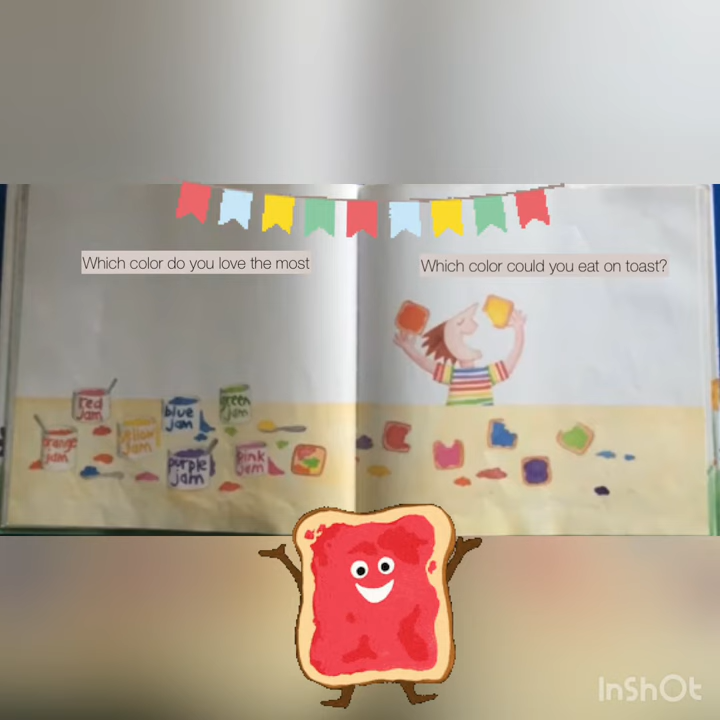 Which color do you love the most
Which color could you eat on toast?
red
jam
blue
jam
green
jam
orange
jam
yellow
jam
purple
jam
pink
jam
InShOt